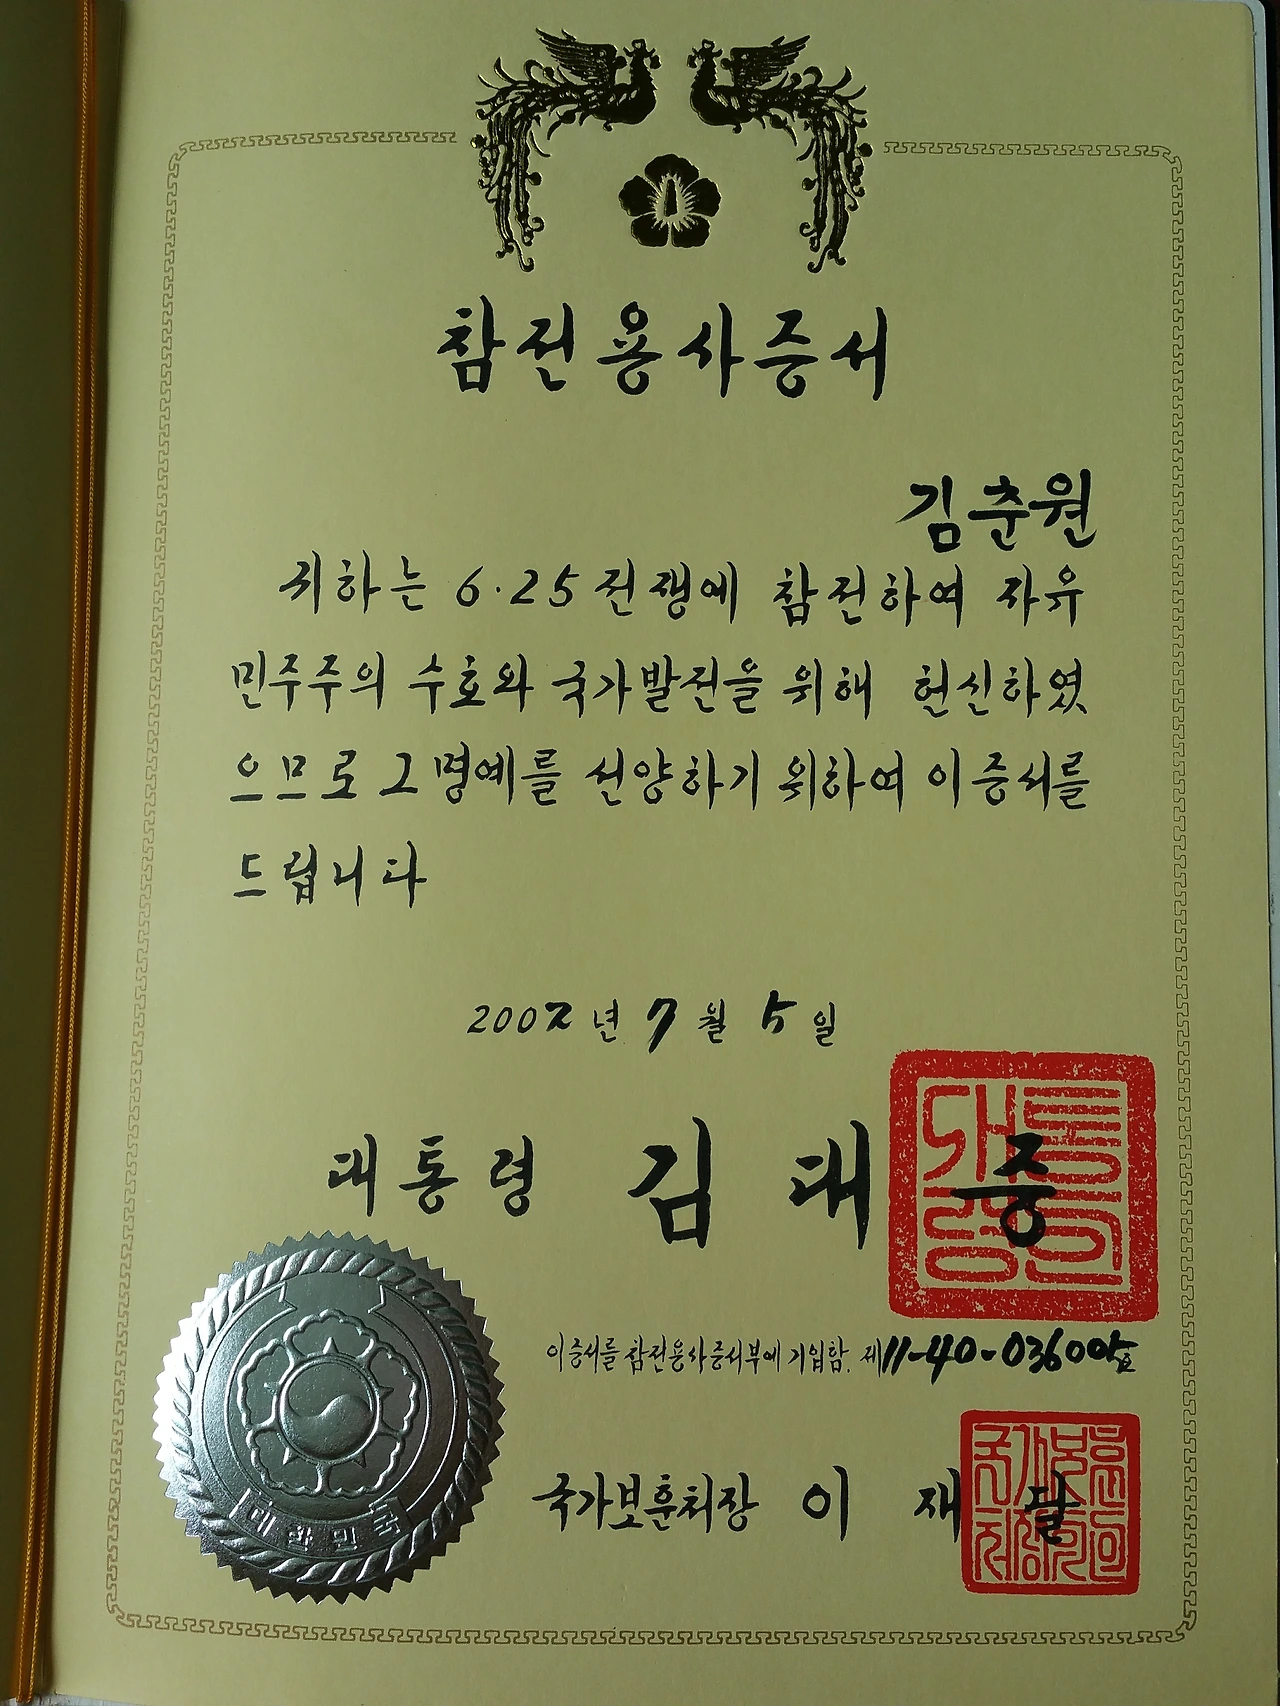 참전용사증서
김춘원
귀하는 6·25 전쟁에 참전하여 자유
민주주의 수호와 국가발전을 위해 헌신하였
으므로 그 명예를 선양하기 위하여 이 증서를
드립니다
2002년 7월 5일
대통령 김대중
대통령인
이 증서를 참전용사증서부에 기입함. 제11-40-036009호
국가보훈처장 이재달
국가보훈처장인
대한민국